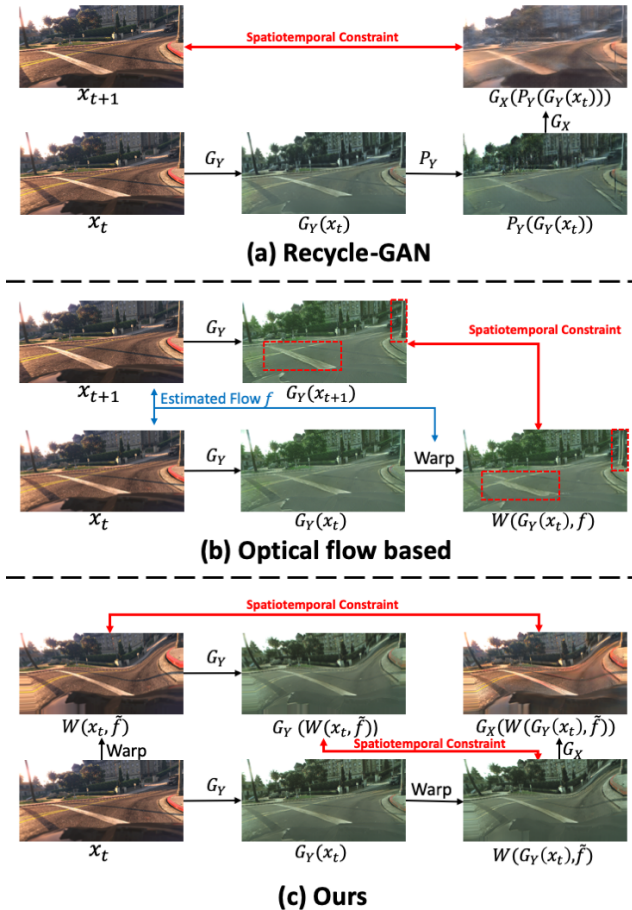 Spatiotemporal Constraint
x_{t+1}
G_X(P_Y(G_Y(x_t)))
G_X
G_Y
P_Y
x_t
G_Y(x_t)
P_Y(G_Y(x_t))
(a) Recycle-GAN
G_Y
Spatiotemporal Constraint
x_{t+1}
G_Y(x_{t+1})
Estimated Flow f
G_Y
Warp
x_t
G_Y(x_t)
W(G_Y(x_t), f)
(b) Optical flow based
Spatiotemporal Constraint
G_Y
W(x_t, f̃)
G_Y (W(x_t, f̃))
G_X(W(G_Y(x_t), f̃))
Warp
Spatiotemporal Constraint
G_X
G_Y
Warp
x_t
G_Y(x_t)
W(G_Y(x_t), f̃)
(c) Ours